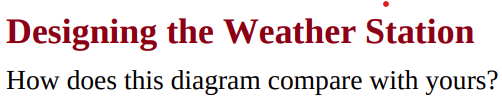 Designing the Weather Station
How does this diagram compare with yours?